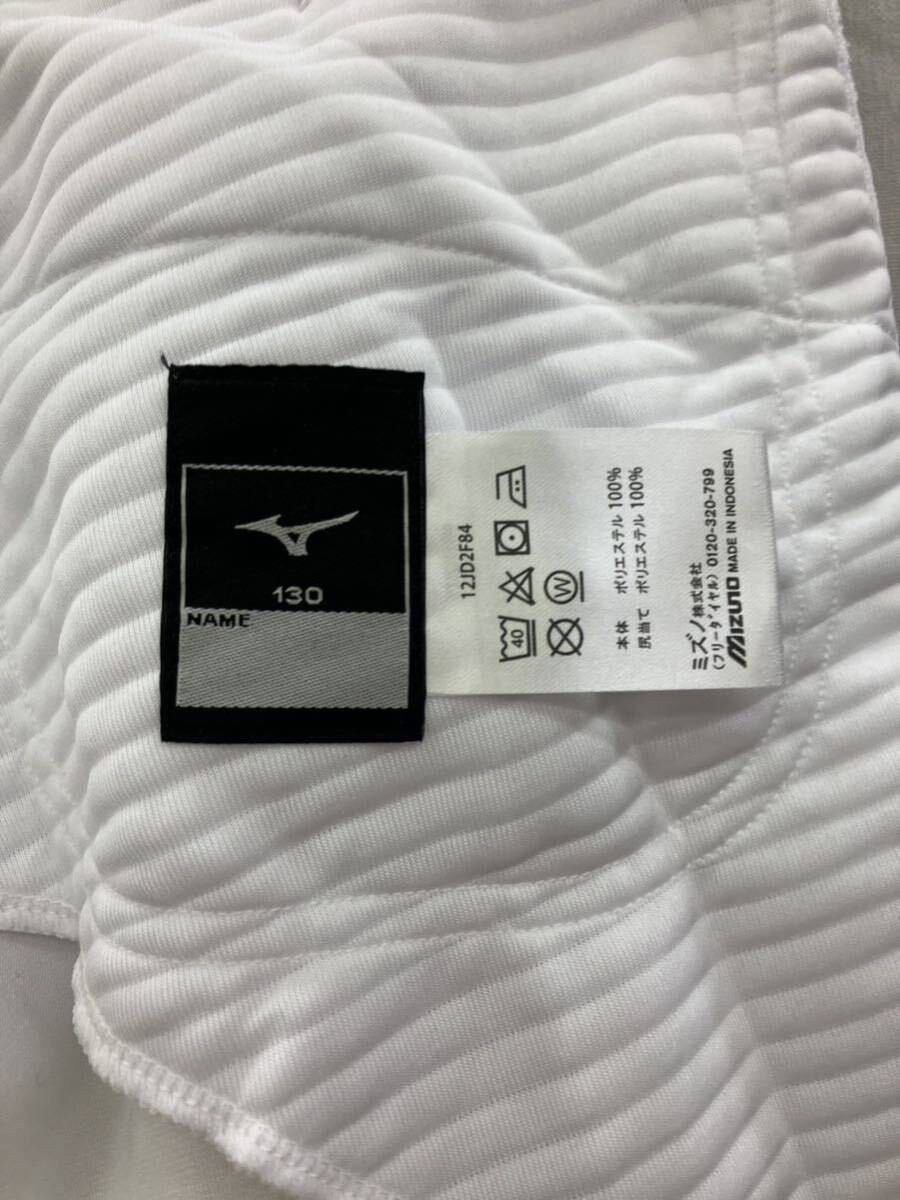 130
NAME
12JD2F84
40
W
本体 ポリエステル 100%
尻当て ポリエステル 100%
ミズノ株式会社
(フリーダイヤル) 0120-320-799
MIZUNO MADE IN INDONESIA